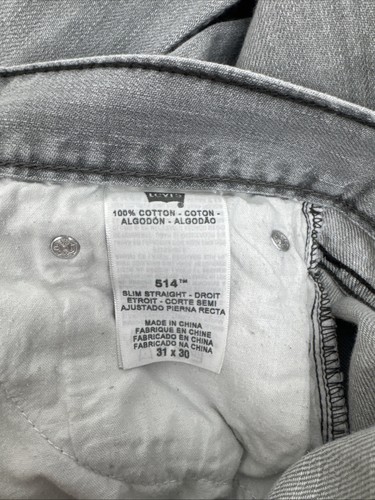 LEVI'S
100% COTTON - COTON -
ALGODÓN - ALGODÃO
514™
SLIM STRAIGHT - DROIT
ETROIT - CORTE SEMI
AJUSTADO PIERNA RECTA
MADE IN CHINA
FABRIQUE EN CHINE
FABRICADO EN CHINA
FABRICADO NA CHINA
31 x 30